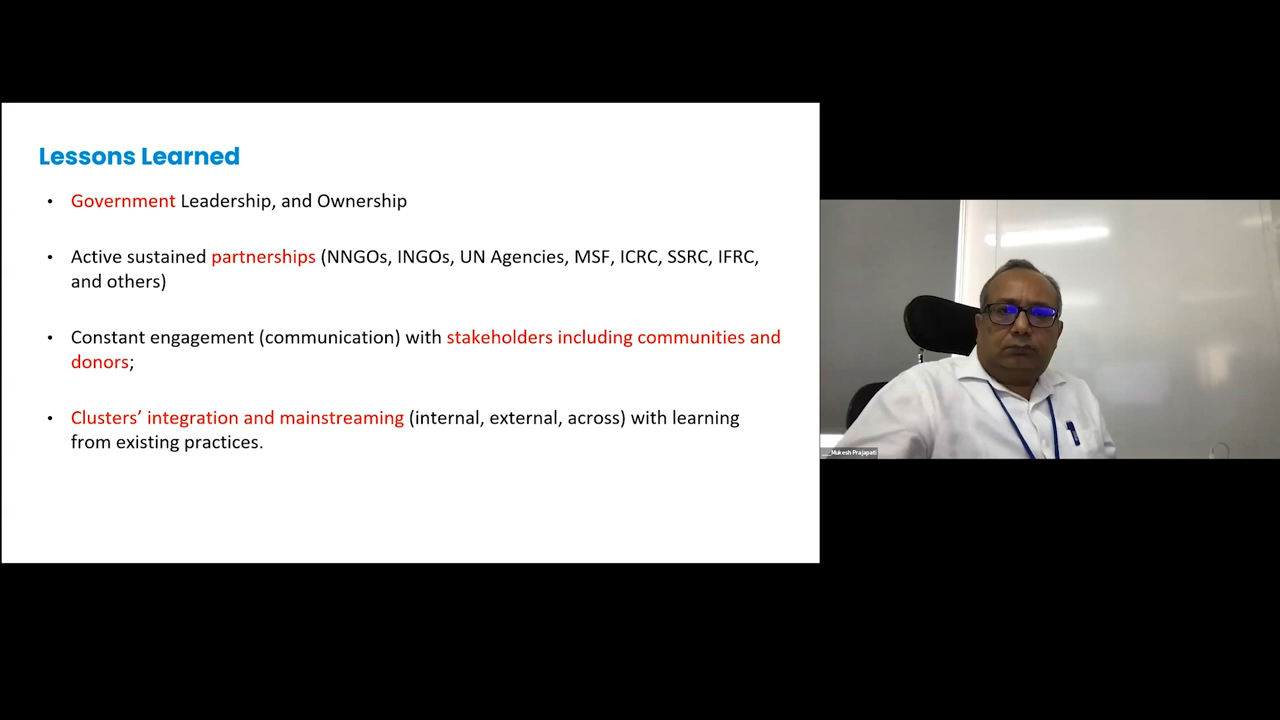 Lessons Learned
• Government Leadership, and Ownership
• Active sustained partnerships (NNGOs, INGOs, UN Agencies, MSF, ICRC, SSRC, IFRC,
and others)
• Constant engagement (communication) with stakeholders including communities and
donors;
• Clusters’ integration and mainstreaming (internal, external, across) with learning
from existing practices.
Mukesh Prajapati